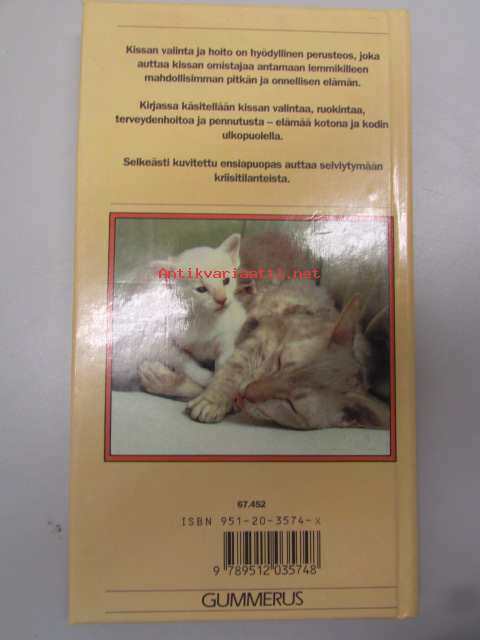 Kissan valinta ja hoito on hyödyllinen perusteos, joka
auttaa kissan omistajaa antamaan lemmikilleen
mahdollisimman pitkän ja onnellisen elämän.
Kirjassa käsitellään kissan valintaa, ruokintaa,
terveydenhoitoa ja pennutusta – elämää kotona ja kodin
ulkopuolella.
Selkeästi kuvitettu ensiapuopas auttaa selviytymään
kriisitilanteista.
Antikvariaatti.net
67.452
ISBN 951-20-3574-X
9 789512 035748
GUMMERUS